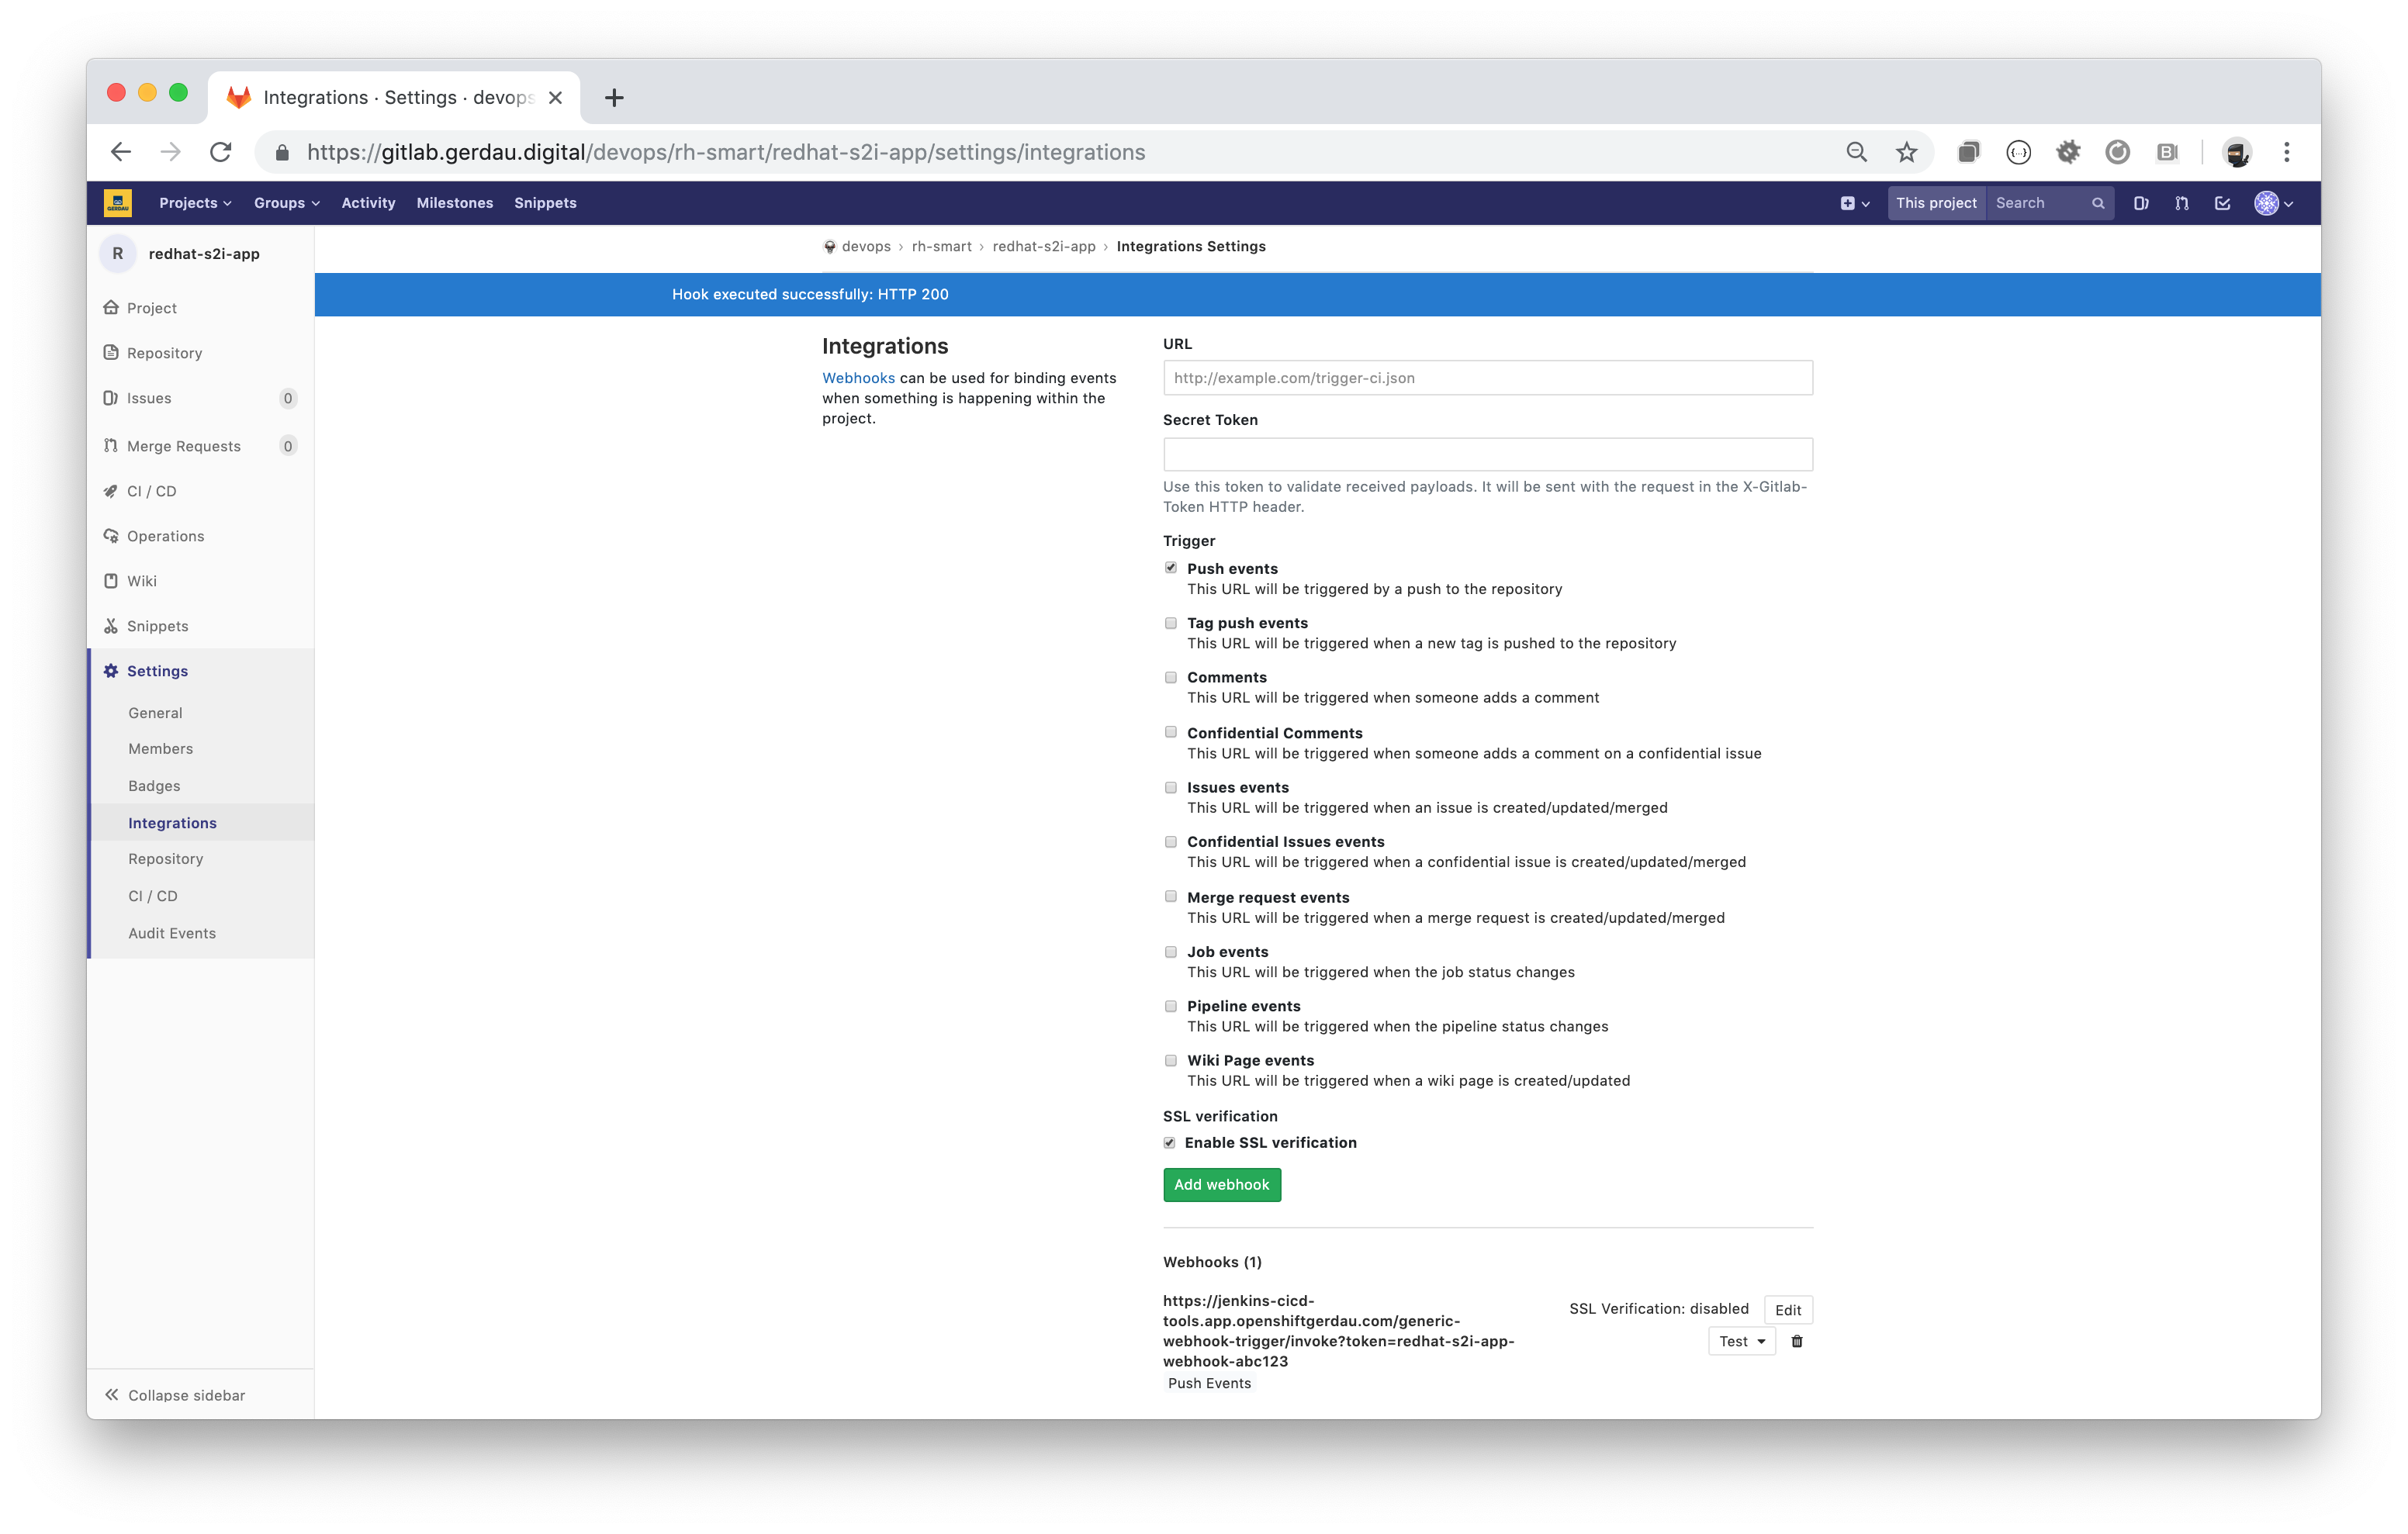 Integrations · Settings · devops
https://gitlab.gerdau.digital/devops/rh-smart/redhat-s2i-app/settings/integrations
GERDAU
Projects
Groups
Activity
Milestones
Snippets
This project
Search
R
redhat-s2i-app
Project
Repository
Issues 0
Merge Requests 0
CI / CD
Operations
Wiki
Snippets
Settings
General
Members
Badges
Integrations
Repository
CI / CD
Audit Events
Collapse sidebar
devops › rh-smart › redhat-s2i-app › Integrations Settings
Hook executed successfully: HTTP 200
Integrations
Webhooks can be used for binding events
when something is happening within the
project.
URL
http://example.com/trigger-ci.json
Secret Token
Use this token to validate received payloads. It will be sent with the request in the X-Gitlab-
Token HTTP header.
Trigger
Push events
This URL will be triggered by a push to the repository
Tag push events
This URL will be triggered when a new tag is pushed to the repository
Comments
This URL will be triggered when someone adds a comment
Confidential Comments
This URL will be triggered when someone adds a comment on a confidential issue
Issues events
This URL will be triggered when an issue is created/updated/merged
Confidential Issues events
This URL will be triggered when a confidential issue is created/updated/merged
Merge request events
This URL will be triggered when a merge request is created/updated/merged
Job events
This URL will be triggered when the job status changes
Pipeline events
This URL will be triggered when the pipeline status changes
Wiki Page events
This URL will be triggered when a wiki page is created/updated
SSL verification
Enable SSL verification
Add webhook
Webhooks (1)
https://jenkins-cicd-
tools.app.openshiftgerdau.com/generic-
webhook-trigger/invoke?token=redhat-s2i-app-
webhook-abc123
Push Events
SSL Verification: disabled
Edit
Test